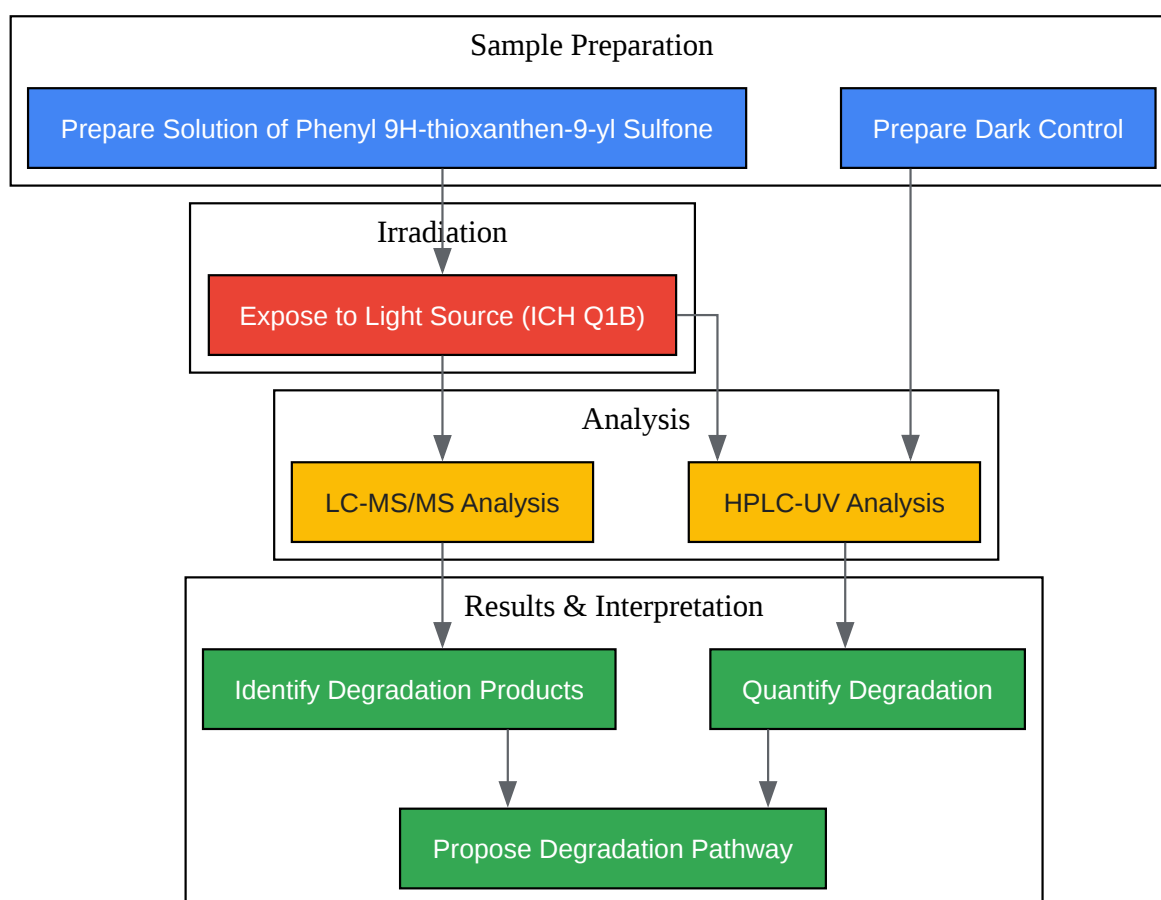 Sample Preparation
Prepare Solution of Phenyl 9H-thioxanthen-9-yl Sulfone
Prepare Dark Control
Irradiation
Expose to Light Source (ICH Q1B)
Analysis
LC-MS/MS Analysis
HPLC-UV Analysis
Results & Interpretation
Identify Degradation Products
Quantify Degradation
Propose Degradation Pathway